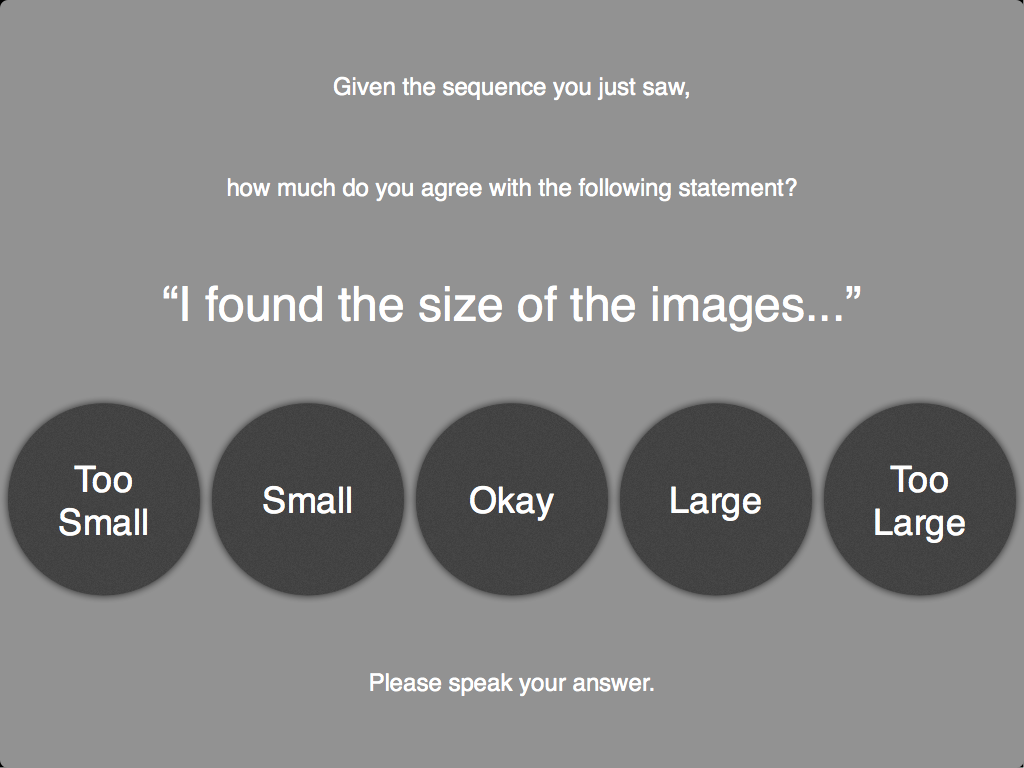 Given the sequence you just saw,
how much do you agree with the following statement?
“I found the size of the images...”
Too
Small
Small
Okay
Large
Too
Large
Please speak your answer.